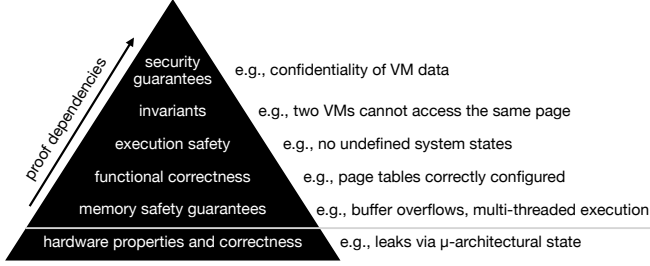 proof dependencies
security
guarantees
e.g., confidentiality of VM data
invariants
e.g., two VMs cannot access the same page
execution safety
e.g., no undefined system states
functional correctness
e.g., page tables correctly configured
memory safety guarantees
e.g., buffer overflows, multi-threaded execution
hardware properties and correctness
e.g., leaks via µ-architectural state